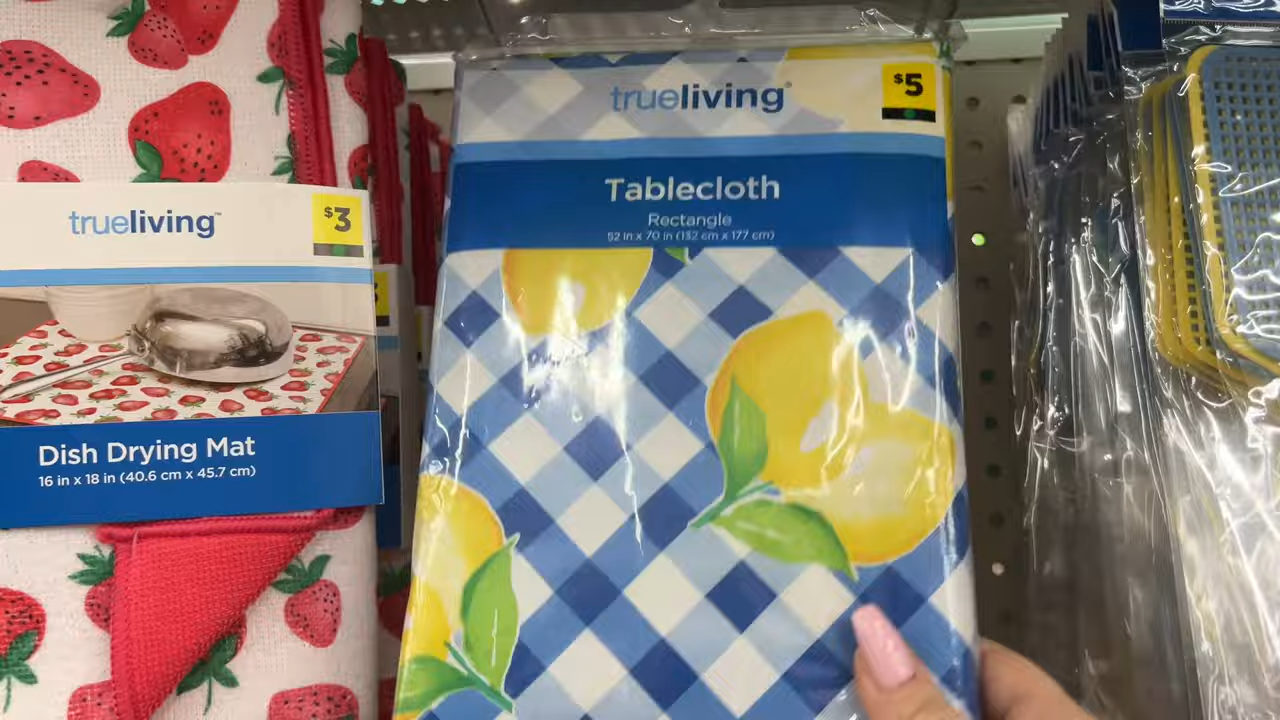 trueliving™
$3
Dish Drying Mat
16 in x 18 in (40.6 cm x 45.7 cm)
trueliving
$5
Tablecloth
Rectangle
52 in x 70 in (132 cm x 177 cm)